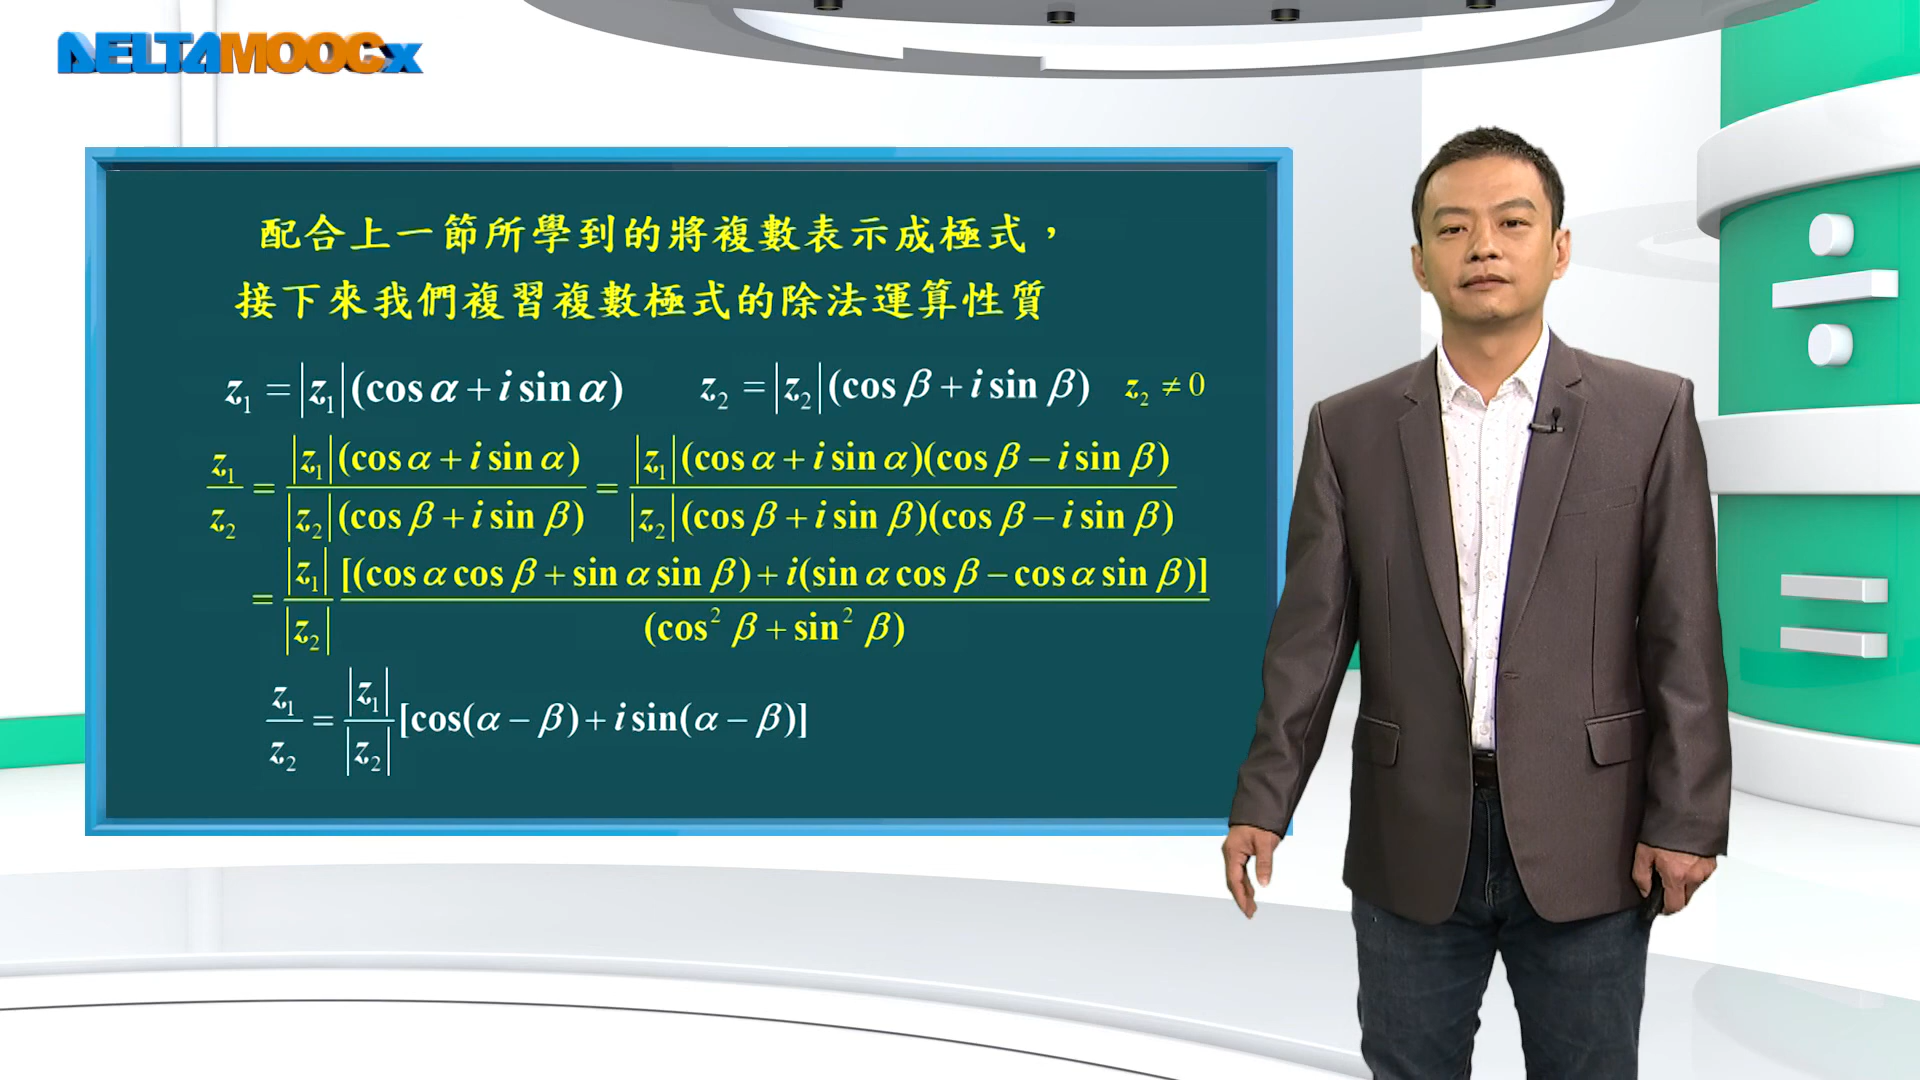 DELTAMOOCx
配合上一節所學到的將複數表示成極式，
接下來我們複習複數極式的除法運算性質
z₁ = |z₁|(cos α + i sin α) z₂ = |z₂|(cos β + i sin β) z₂ ≠ 0
z₁/z₂ = |z₁|(cos α + i sin α) / |z₂|(cos β + i sin β) = |z₁|(cos α + i sin α)(cos β − i sin β) / |z₂|(cos β + i sin β)(cos β − i sin β)
= |z₁|/|z₂| [(cos α cos β + sin α sin β) + i(sin α cos β − cos α sin β)] / (cos² β + sin² β)
z₁/z₂ = |z₁|/|z₂| [cos(α − β) + i sin(α − β)]